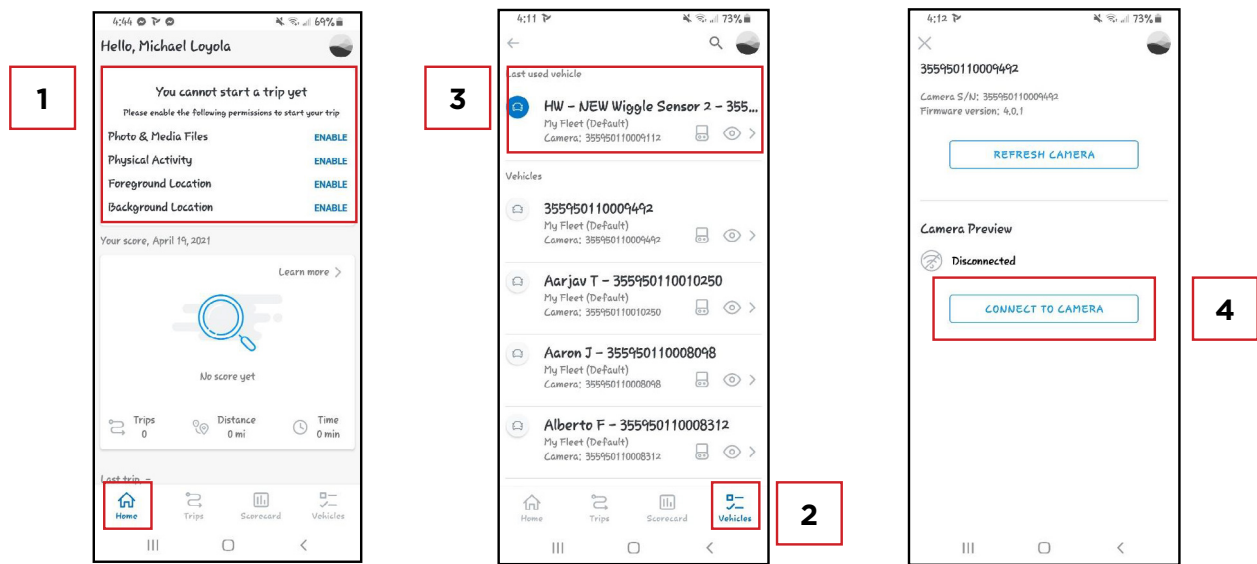 4:44
69%
Hello, Michael Loyola
1
You cannot start a trip yet
Please enable the following permissions to start your trip
Photo & Media Files ENABLE
Physical Activity ENABLE
Foreground Location ENABLE
Background Location ENABLE
Your score, April 19, 2021
Learn more >
No score yet
Trips Distance Time
0 0 mi 0 min
Last trip, -
Home Trips Scorecard Vehicles
4:11
73%
3
Last used vehicle
HW - NEW Wiggle Sensor 2 - 355...
My Fleet (Default)
Camera: 355950110009112
Vehicles
355950110009492
My Fleet (Default)
Camera: 355950110009492
Aarjav T - 355950110010250
My Fleet (Default)
Camera: 355950110010250
Aaron J - 355950110008098
My Fleet (Default)
Camera: 355950110008098
Alberto F - 355950110008312
My Fleet (Default)
Camera: 355950110008312
Home Trips Scorecard Vehicles
2
4:12
73%
355950110009492
Camera S/N: 355950110009492
Firmware version: 4.0.1
REFRESH CAMERA
Camera Preview
Disconnected
CONNECT TO CAMERA
4